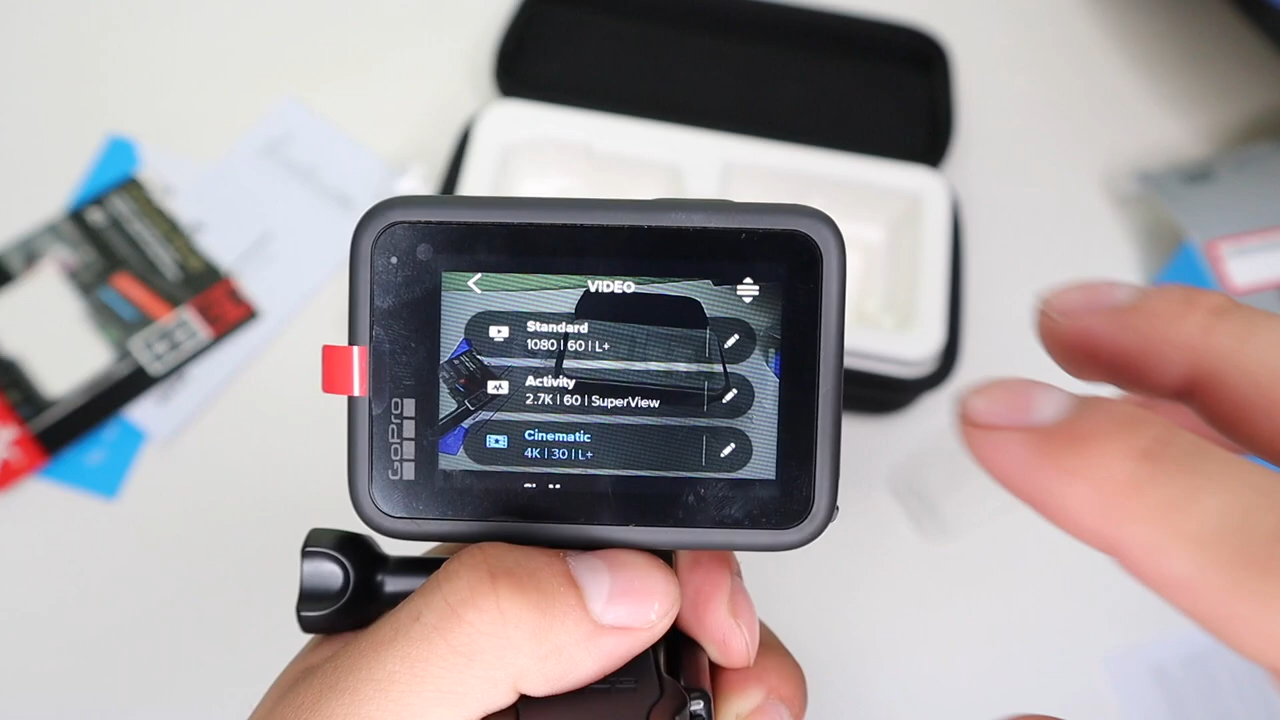 VIDEO
Standard
1080 | 60 | L+
Activity
2.7K | 60 | SuperView
Cinematic
4K | 30 | L+
GoPro